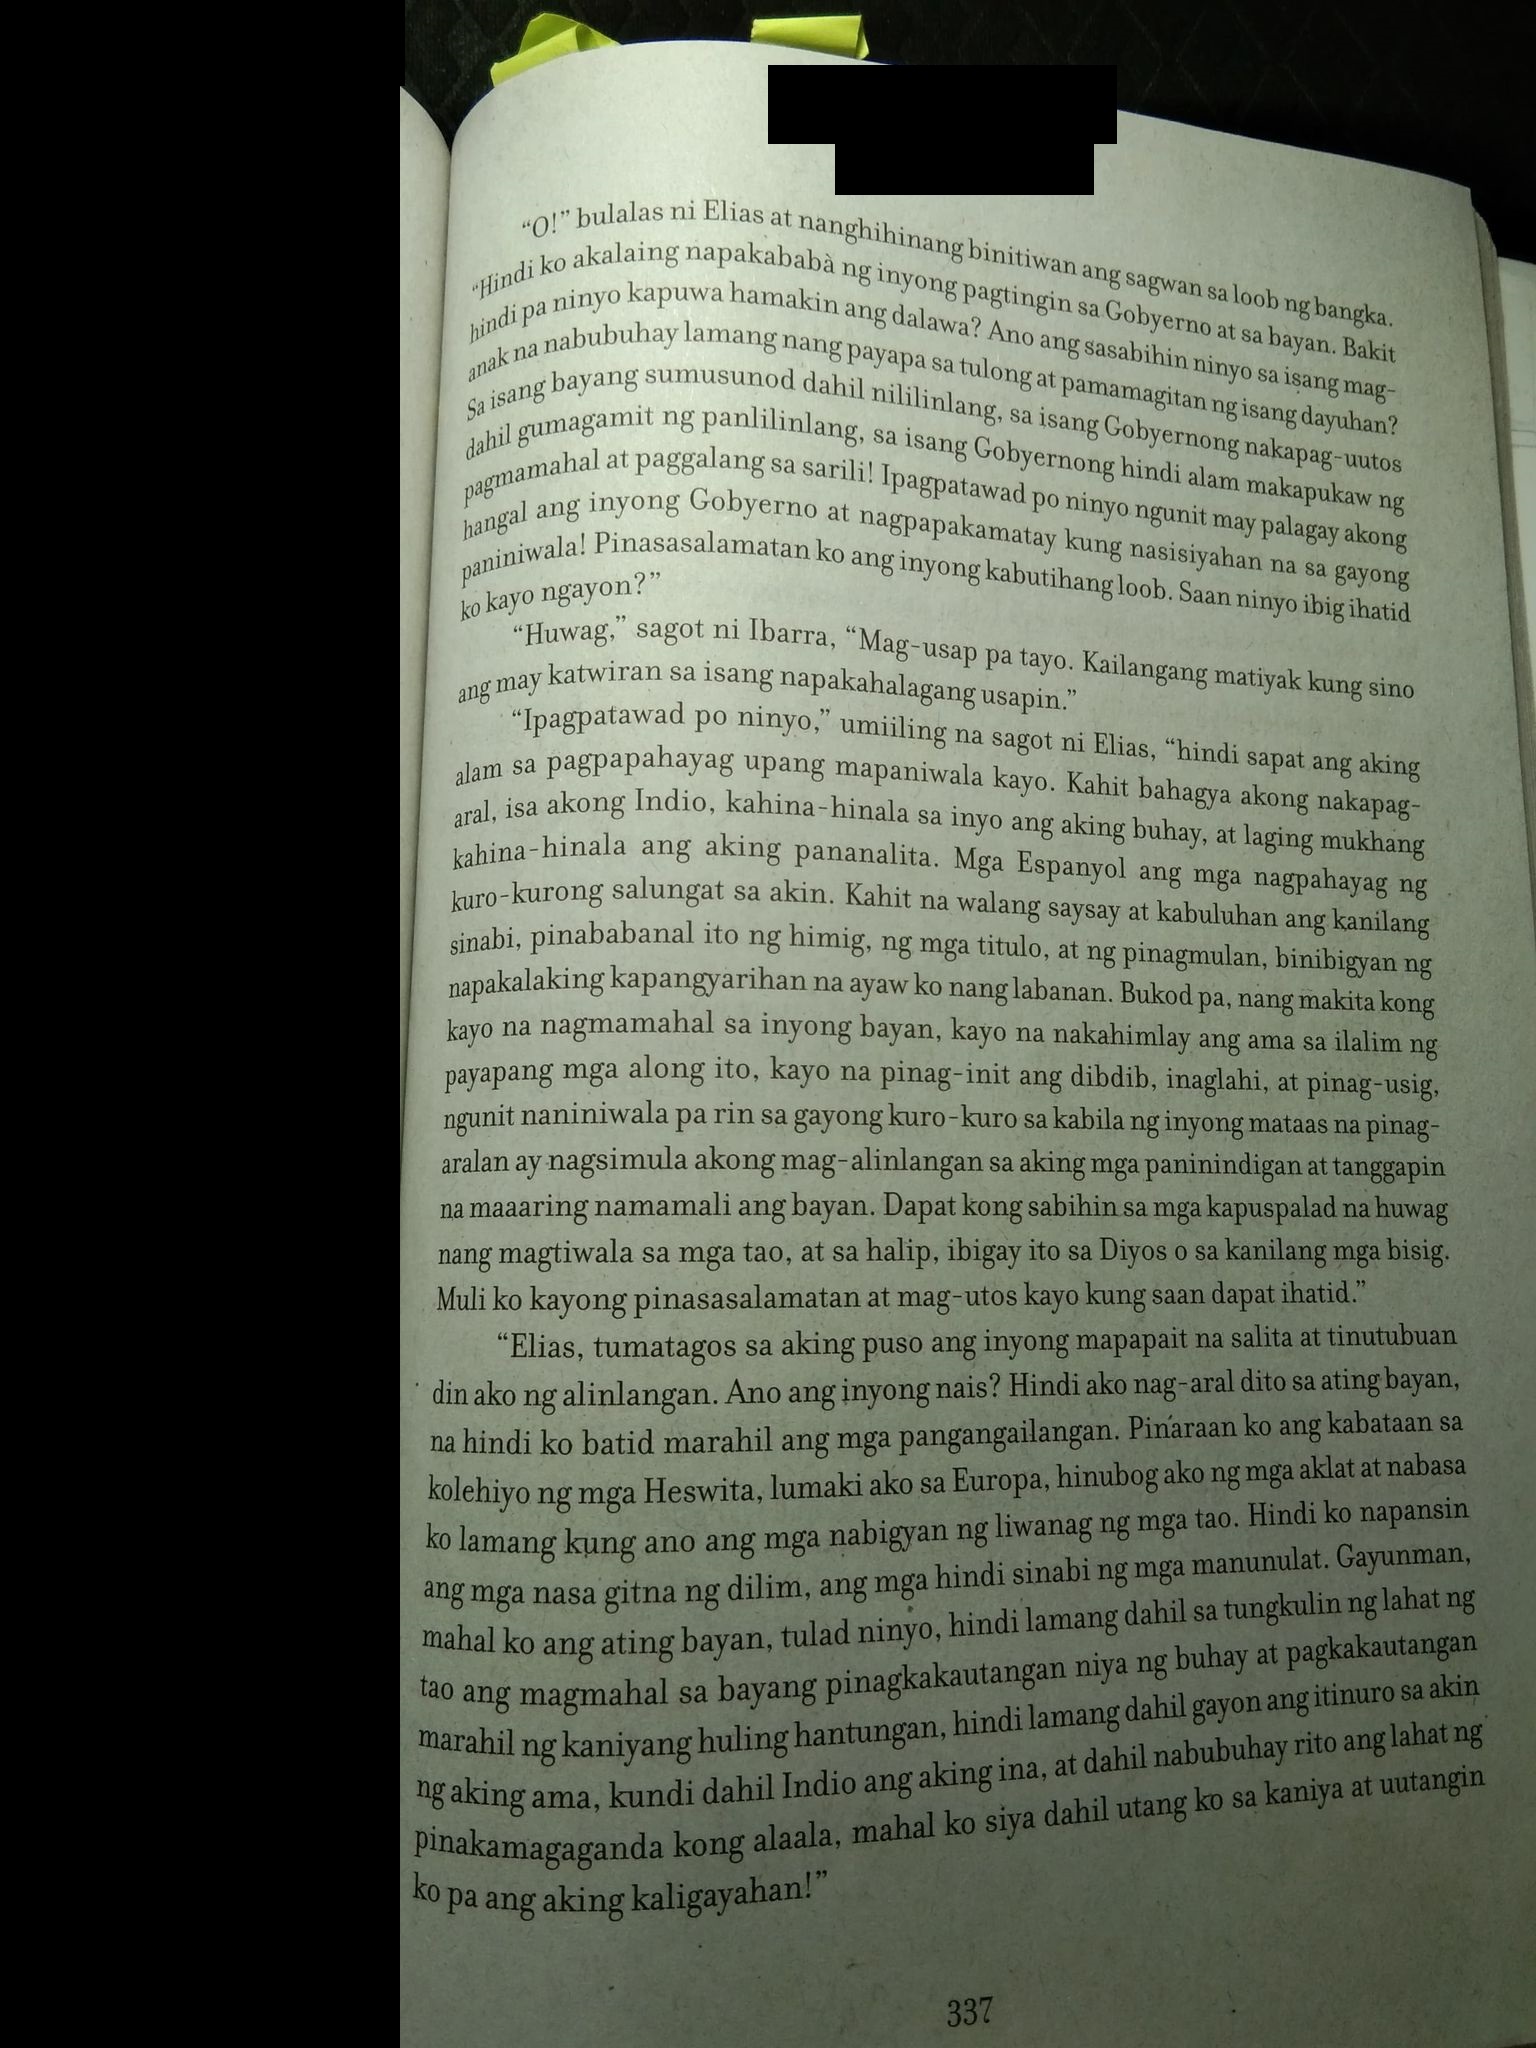 “O!” bulalas ni Elias at nanghihinang binitiwan ang sagwan sa loob ng bangka.
“Hindi ko akalaing napakababà ng inyong pagtingin sa Gobyerno at sa bayan. Bakit
hindi pa ninyo kapuwa hamakin ang dalawa? Ano ang sasabihin ninyo sa isang mag-
anak na nabubuhay lamang nang payapa sa tulong at pamamagitan ng isang dayuhan?
Sa isang bayang sumusunod dahil nililinlang, sa isang Gobyernong nakapag-uutos
dahil gumagamit ng panlilinlang, sa isang Gobyernong hindi alam makapukaw ng
pagmamahal at paggalang sa sarili! Ipagpatawad po ninyo ngunit may palagay akong
hangal ang inyong Gobyerno at nagpapakamatay kung nasisiyahan na sa gayong
paniniwala! Pinasasalamatan ko ang inyong kabutihang loob. Saan ninyo ibig ihatid
ko kayo ngayon?”
“Huwag,” sagot ni Ibarra, “Mag-usap pa tayo. Kailangang matiyak kung sino
ang may katwiran sa isang napakahalagang usapin.”
“Ipagpatawad po ninyo,” umiiling na sagot ni Elias, “hindi sapat ang aking
alam sa pagpapahayag upang mapaniwala kayo. Kahit bahagya akong nakapag-
aral, isa akong Indio, kahina-hinala sa inyo ang aking buhay, at laging mukhang
kahina-hinala ang aking pananalita. Mga Espanyol ang mga nagpahayag ng
kuro-kurong salungat sa akin. Kahit na walang saysay at kabuluhan ang kanilang
sinabi, pinababanal ito ng himig, ng mga titulo, at ng pinagmulan, binibigyan ng
napakalaking kapangyarihan na ayaw ko nang labanan. Bukod pa, nang makita kong
kayo na nagmamahal sa inyong bayan, kayo na nakahimlay ang ama sa ilalim ng
payapang mga along ito, kayo na pinag-init ang dibdib, inaglahi, at pinag-usig,
ngunit naniniwala pa rin sa gayong kuro-kuro sa kabila ng inyong mataas na pinag-
aralan ay nagsimula akong mag-alinlangan sa aking mga paninindigan at tanggapin
na maaaring namamali ang bayan. Dapat kong sabihin sa mga kapuspalad na huwag
nang magtiwala sa mga tao, at sa halip, ibigay ito sa Diyos o sa kanilang mga bisig.
Muli ko kayong pinasasalamatan at mag-utos kayo kung saan dapat ihatid.”
“Elias, tumatagos sa aking puso ang inyong mapapait na salita at tinutubuan
din ako ng alinlangan. Ano ang inyong nais? Hindi ako nag-aral dito sa ating bayan,
na hindi ko batid marahil ang mga pangangailangan. Pinaraan ko ang kabataan sa
kolehiyo ng mga Heswita, lumaki ako sa Europa, hinubog ako ng mga aklat at nabasa
ko lamang kung ano ang mga nabigyan ng liwanag ng mga tao. Hindi ko napansin
ang mga nasa gitna ng dilim, ang mga hindi sinabi ng mga manunulat. Gayunman,
mahal ko ang ating bayan, tulad ninyo, hindi lamang dahil sa tungkulin ng lahat ng
tao ang magmahal sa bayang pinagkakautangan niya ng buhay at pagkakautangan
marahil ng kaniyang huling hantungan, hindi lamang dahil gayon ang itinuro sa akin
ng aking ama, kundi dahil Indio ang aking ina, at dahil nabubuhay rito ang lahat ng
pinakamagaganda kong alaala, mahal ko siya dahil utang ko sa kaniya at uutangin
ko pa ang aking kaligayahan!”
337